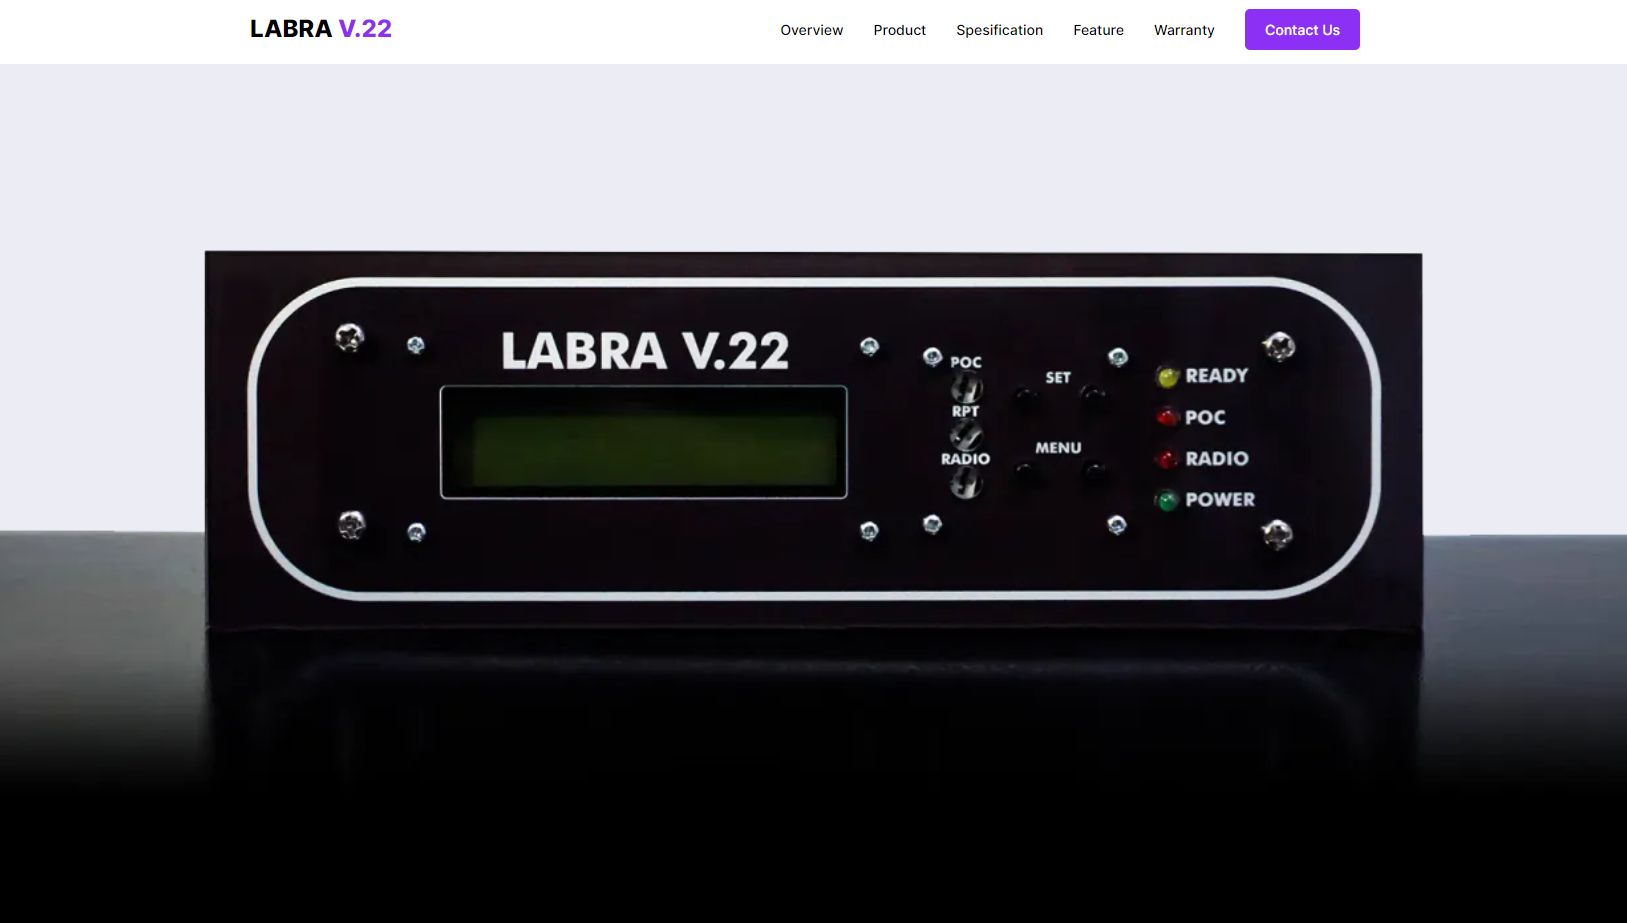 LABRA V.22
Overview
Product
Spesification
Feature
Warranty
Contact Us
LABRA V.22
POC
RPT
RADIO
SET
MENU
READY
POC
RADIO
POWER